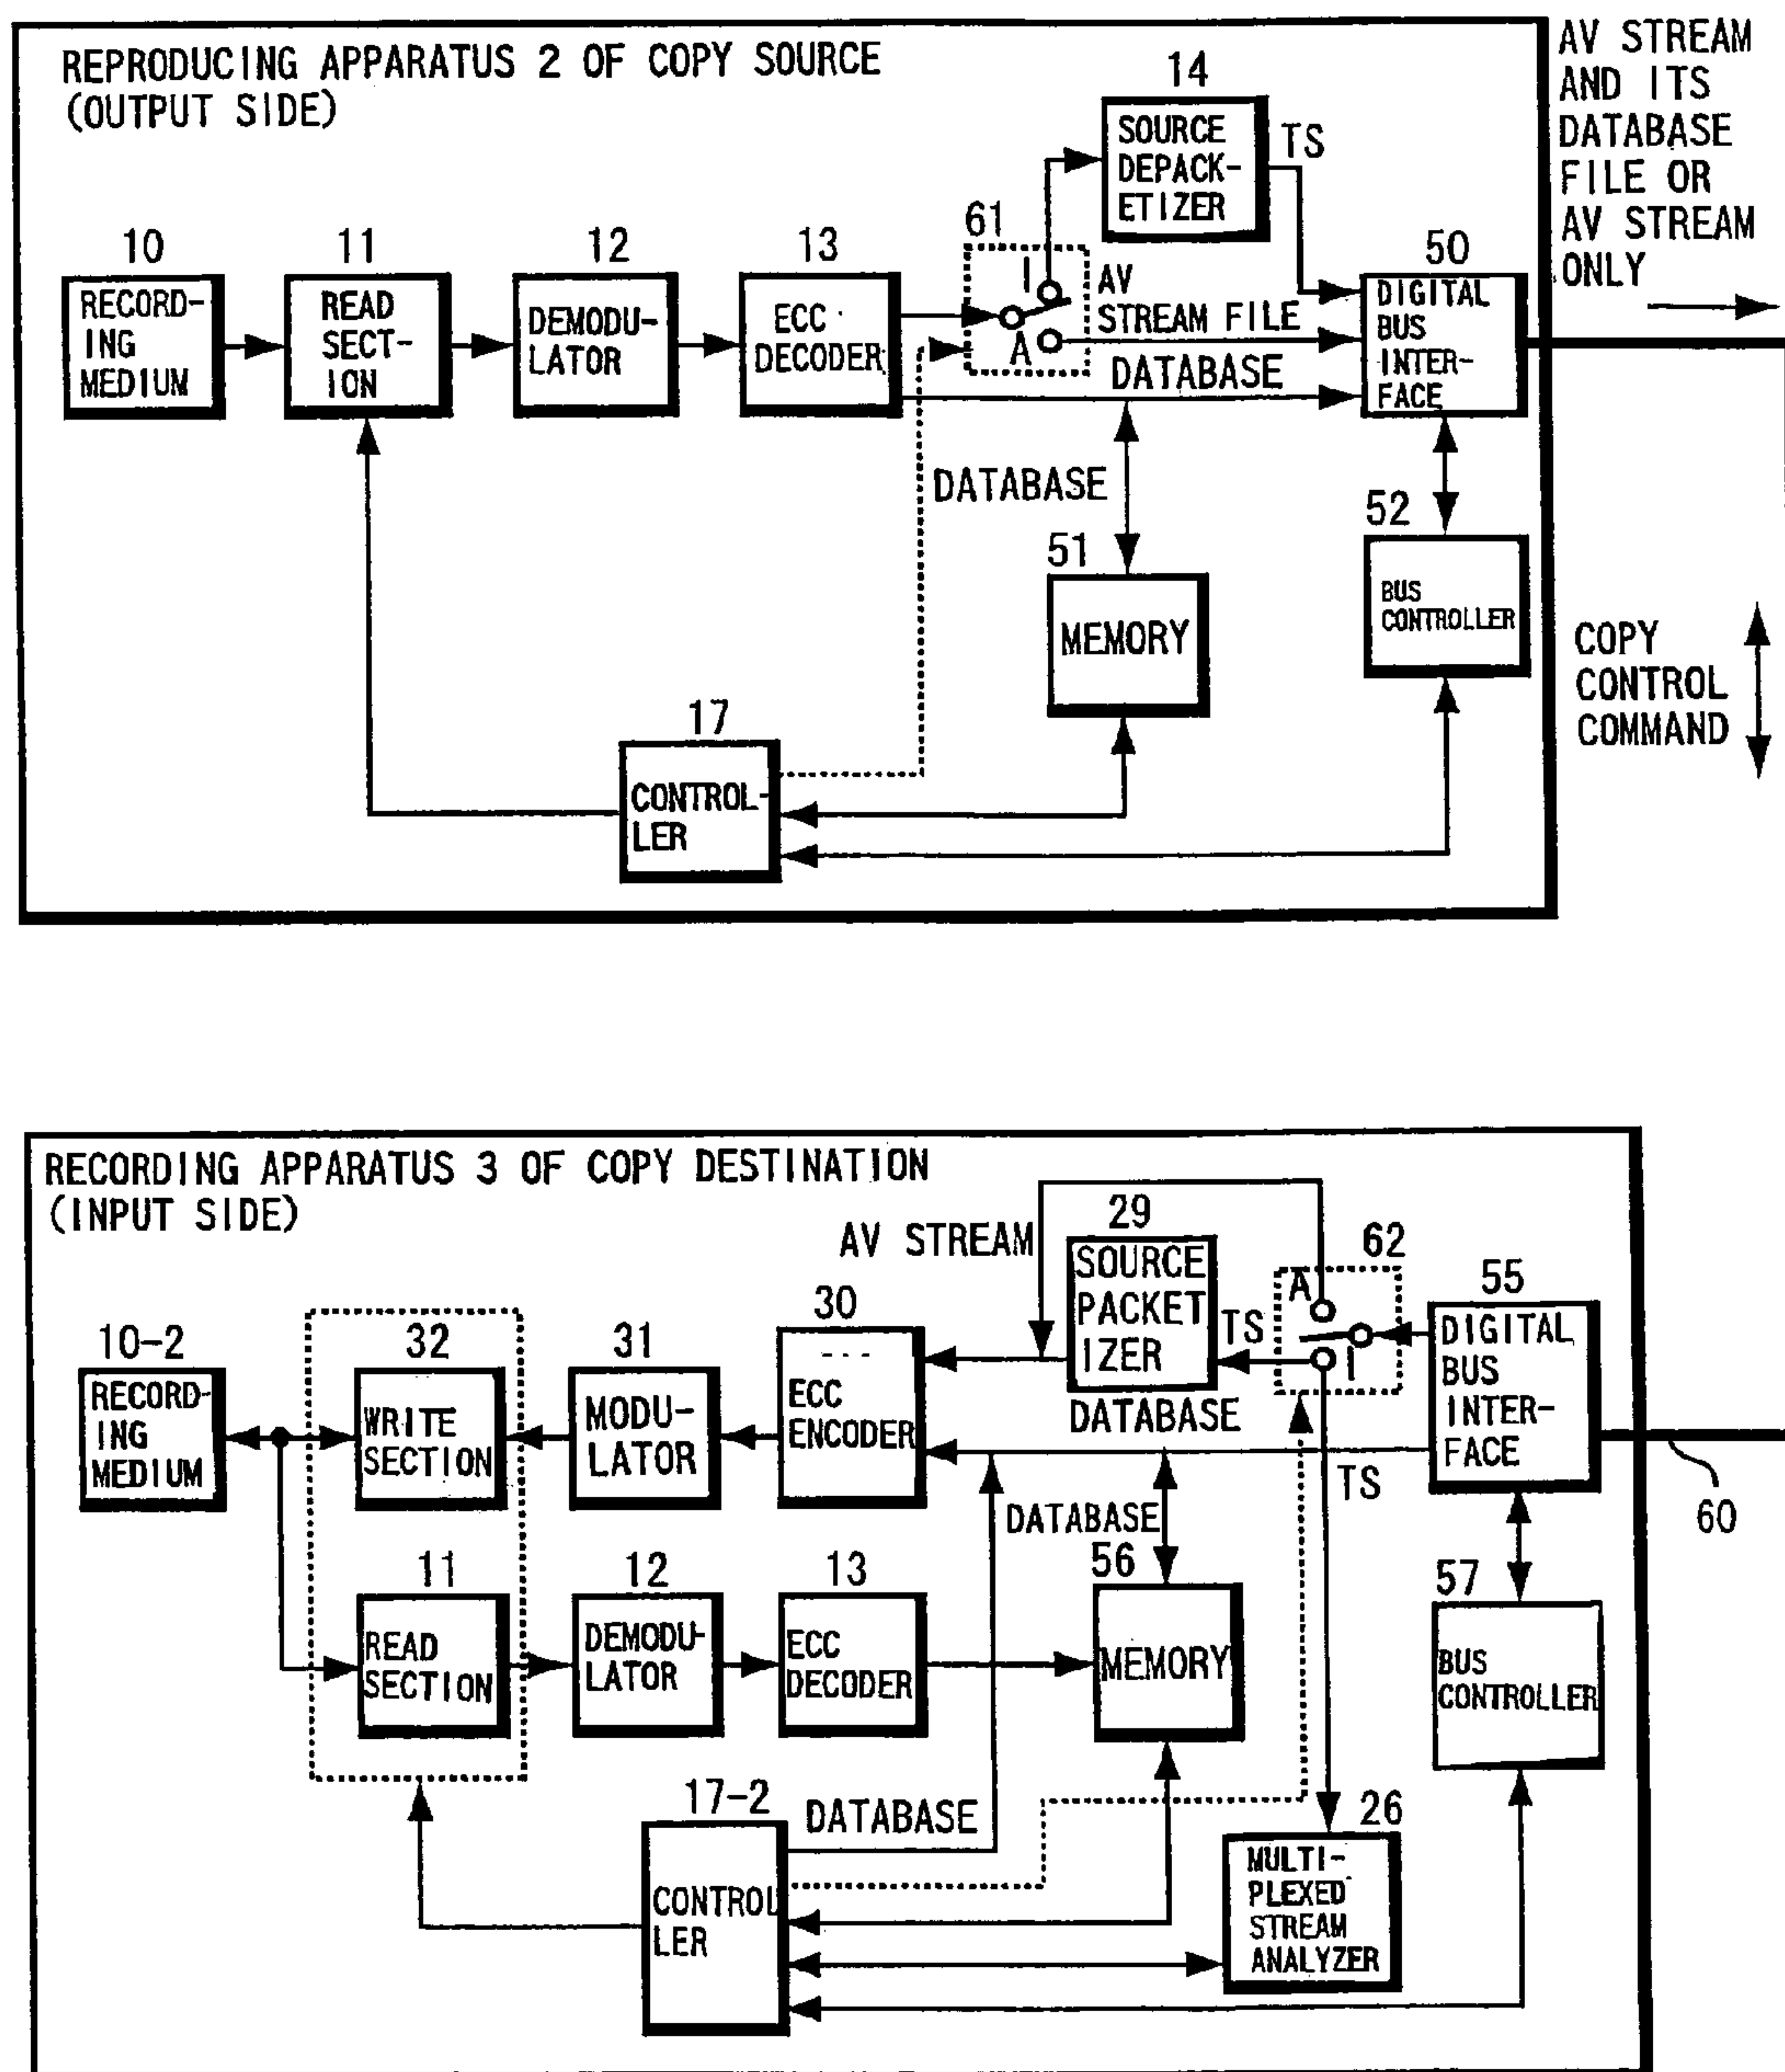 REPRODUCING APPARATUS 2 OF COPY SOURCE
(OUTPUT SIDE)
AV STREAM
AND ITS
DATABASE
FILE OR
AV STREAM
ONLY
14
SOURCE
DEPACK-
ETIZER
TS
61
I
A
AV
STREAM FILE
DATABASE
10
RECORD-
ING
MEDIUM
11
READ
SECT-
ION
12
DEMODU-
LATOR
13
ECC
DECODER
50
DIGITAL
BUS
INTER-
FACE
DATABASE
51
MEMORY
52
BUS
CONTROLLER
COPY
CONTROL
COMMAND
17
CONTROL-
LER
RECORDING APPARATUS 3 OF COPY DESTINATION
(INPUT SIDE)
AV STREAM
29
SOURCE
PACKET
IZER
TS
62
A
I
55
DIGITAL
BUS
INTER-
FACE
10-2
RECORD-
ING
MEDIUM
32
WRITE
SECTION
31
MODU-
LATOR
30
ECC
ENCODER
DATABASE
TS
60
DATABASE
11
READ
SECTION
12
DEMODU-
LATOR
13
ECC
DECODER
56
MEMORY
57
BUS
CONTROLLER
17-2
CONTROL
LER
DATABASE
26
MULTI-
PLEXED
STREAM
ANALYZER